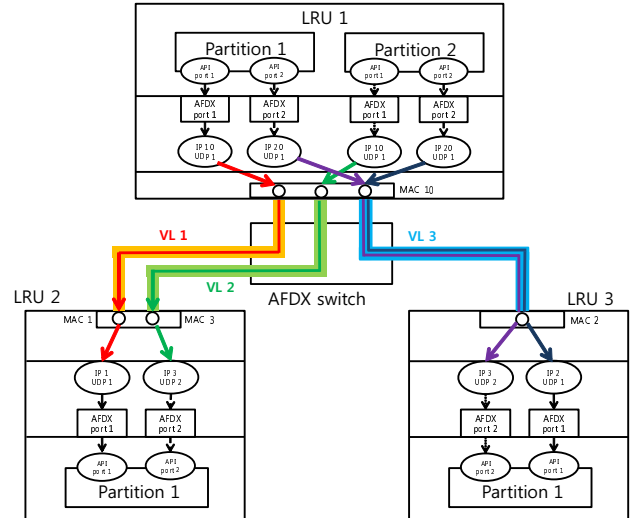 LRU 1
Partition 1
Partition 2
API
port 1
API
port 2
API
port 1
API
port 2
AFDX
port 1
AFDX
port 2
AFDX
port 1
AFDX
port 2
IP 10
UDP 1
IP 20
UDP 1
IP 10
UDP 1
IP 20
UDP 1
MAC 10
VL 1
VL 2
VL 3
AFDX switch
LRU 2
LRU 3
MAC 1
MAC 3
MAC 2
IP 1
UDP 1
IP 3
UDP 2
IP 3
UDP 2
IP 2
UDP 1
AFDX
port 1
AFDX
port 2
AFDX
port 2
AFDX
port 1
API
port 1
API
port 2
API
port 2
API
port 1
Partition 1
Partition 1